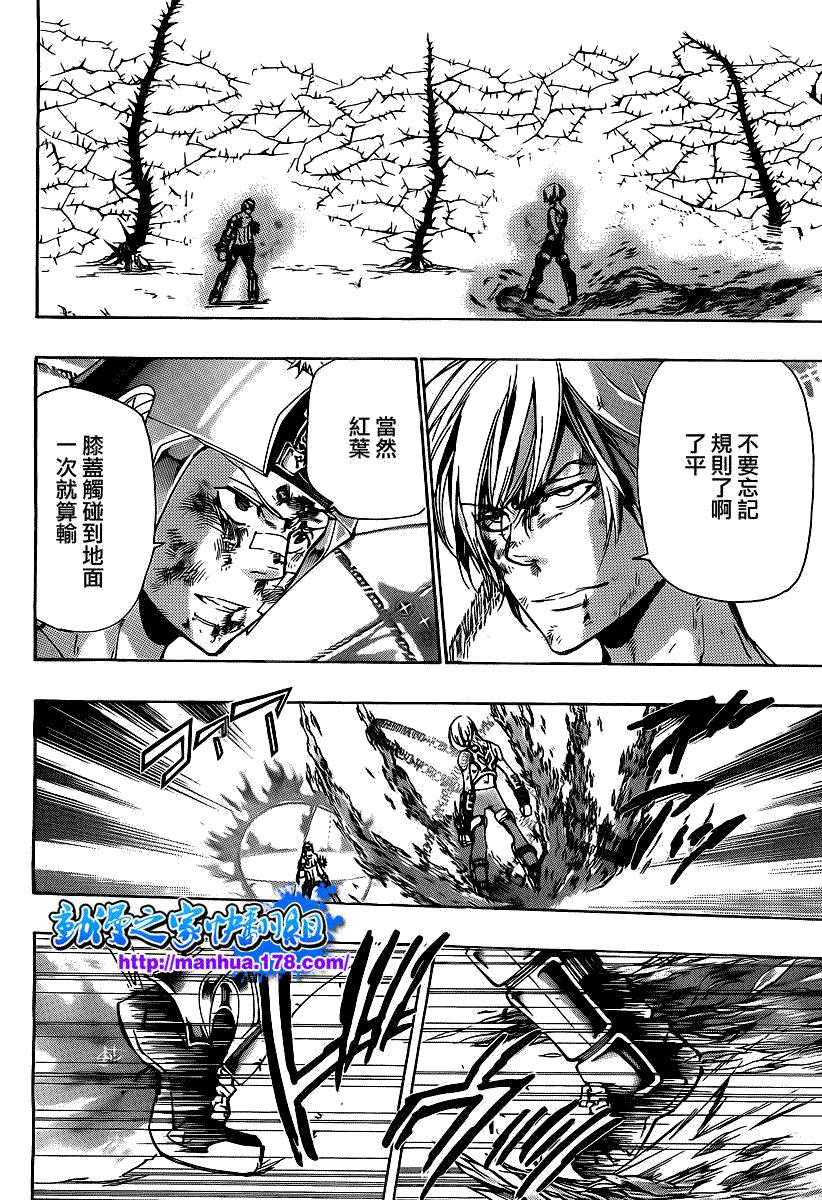 不要忘記
規則了啊
了平
當然
紅葉
膝蓋觸碰到地面
一次就算輸
動漫之家快翻組
http://manhua.178.com/